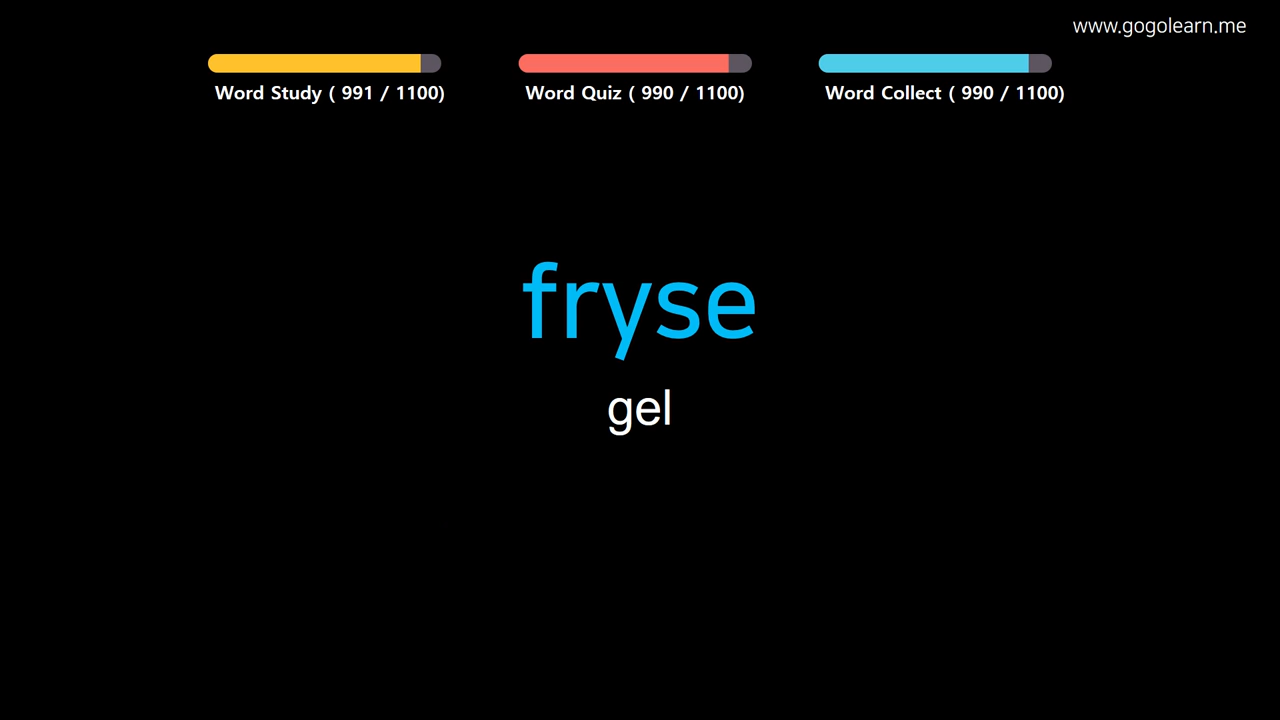 www.gogolearn.me
Word Study ( 991 / 1100)
Word Quiz ( 990 / 1100)
Word Collect ( 990 / 1100)
fryse
gel